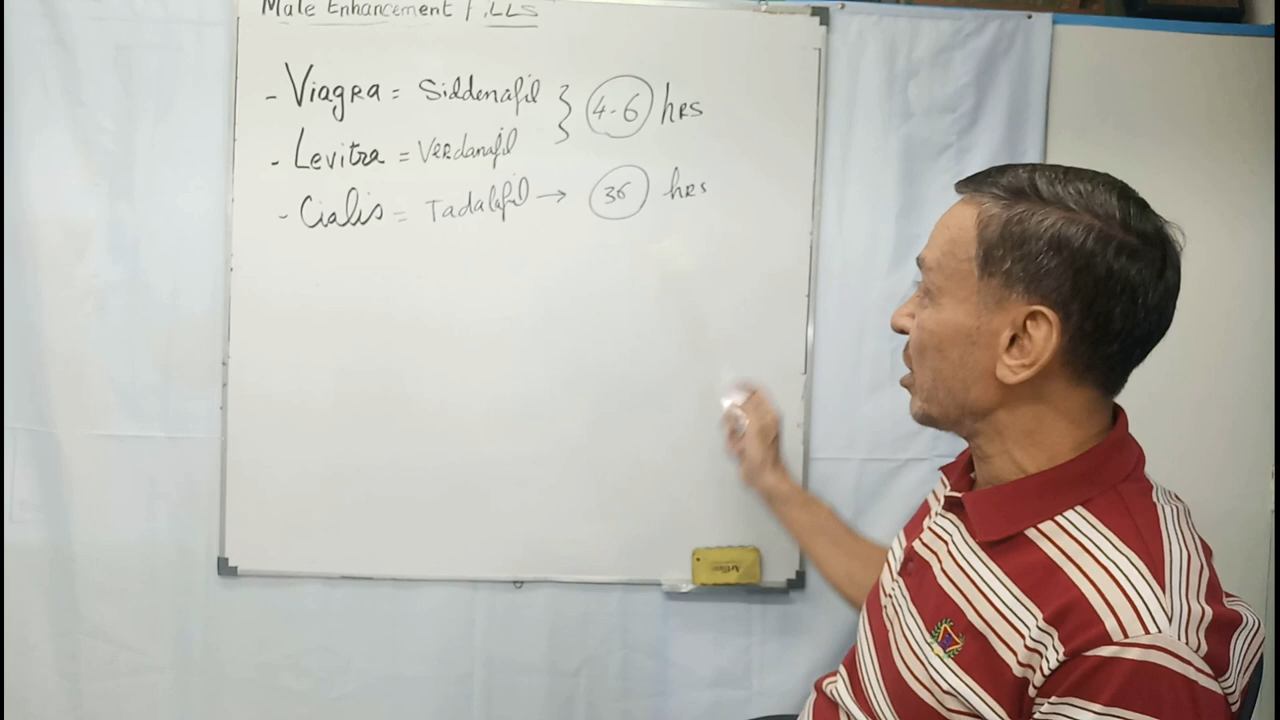 Male Enhancement PILLS
- Viagra = Sildenafil } 4-6 hrs
- Levitra = Verdanafil
- Cialis = Tadalafil → 36 hrs